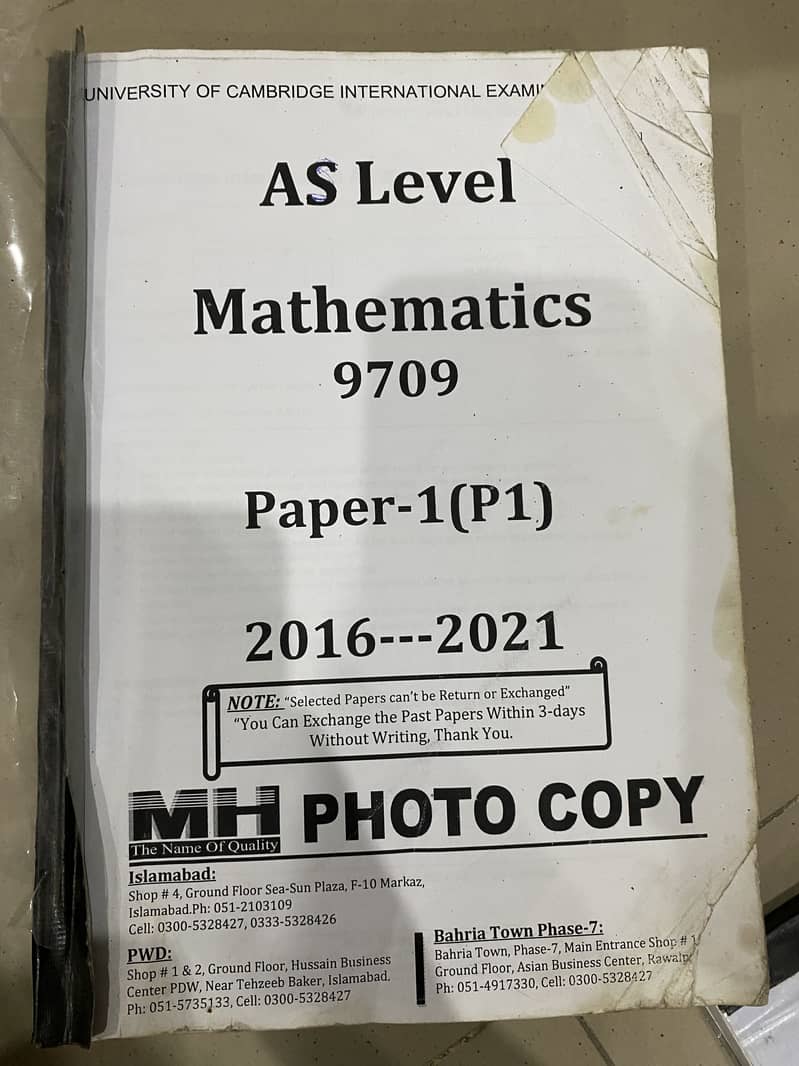 UNIVERSITY OF CAMBRIDGE INTERNATIONAL
AS Level
Mathematics
9709
Paper-1(P1)
2016---2021
NOTE: “Selected Papers can’t be Return or Exchanged”
“You Can Exchange the Past Papers Within 3-days
Without Writing, Thank You.
MH PHOTO COPY
The Name Of Quality
Islamabad:
Shop # 4, Ground Floor Sea-Sun Plaza, F-10 Markaz,
Islamabad.Ph: 051-2103109
Cell: 0300-5328427, 0333-5328426
PWD:
Shop # 1 & 2, Ground Floor, Hussain Business
Center PDW, Near Tehzeeb Baker, Islamabad.
Ph: 051-5735133, Cell: 0300-5328427
Bahria Town Phase-7:
Bahria Town, Phase-7, Main Entrance Shop # 1
Ground Floor, Asian Business Center,
Ph: 051-4917330, Cell: 0300-5328427